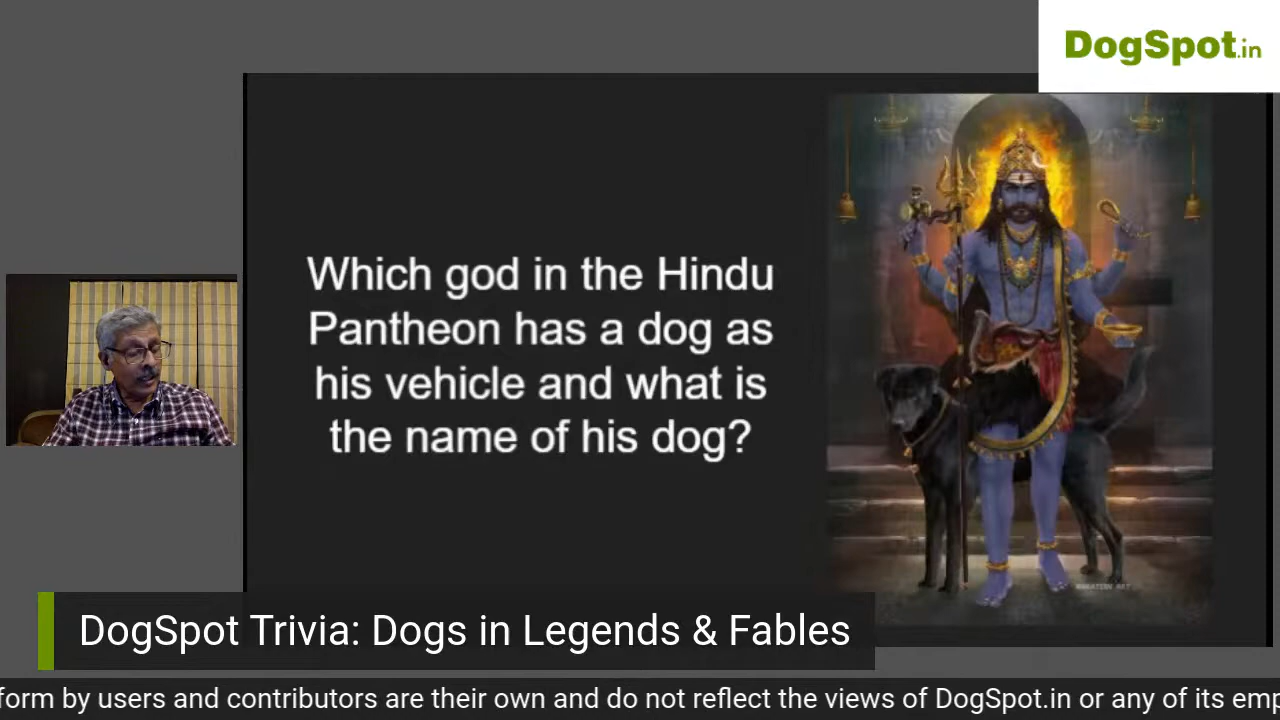 DogSpot.in
Which god in the Hindu
Pantheon has a dog as
his vehicle and what is
the name of his dog?
DogSpot Trivia: Dogs in Legends & Fables
form by users and contributors are their own and do not reflect the views of DogSpot.in or any of its emp